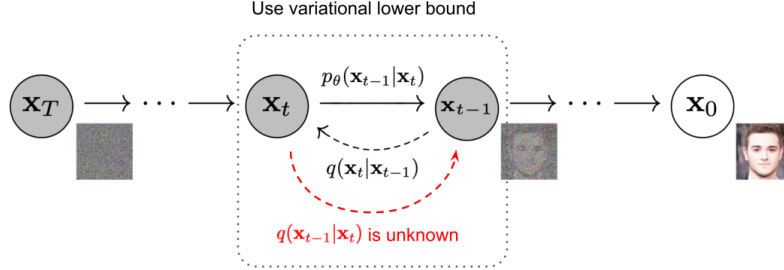 Use variational lower bound
𝐱_T → ⋯ → 𝐱_t p_θ(𝐱_{t−1}|𝐱_t) 𝐱_{t−1} → ⋯ → 𝐱_0
q(𝐱_t|𝐱_{t−1})
q(𝐱_{t−1}|𝐱_t) is unknown